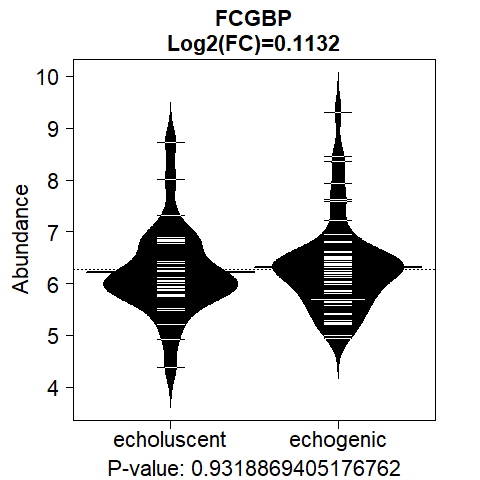 FCGBP
Log2(FC)=0.1132
Abundance
10
9
8
7
6
5
4
echoluscent echogenic
P-value: 0.9318869405176762